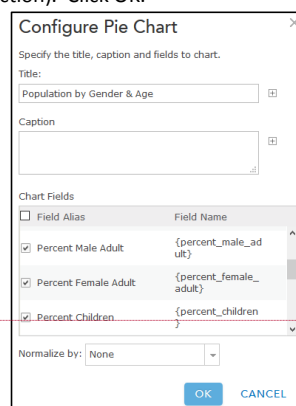 ction). Click OK.
Configure Pie Chart
Specify the title, caption and fields to chart.
Title:
Population by Gender & Age
Caption
Chart Fields
Field Alias Field Name
Percent Male Adult {percent_male_ad
ult}
Percent Female Adult {percent_female_
adult}
Percent Children {percent_children
}
Normalize by: None
OK CANCEL